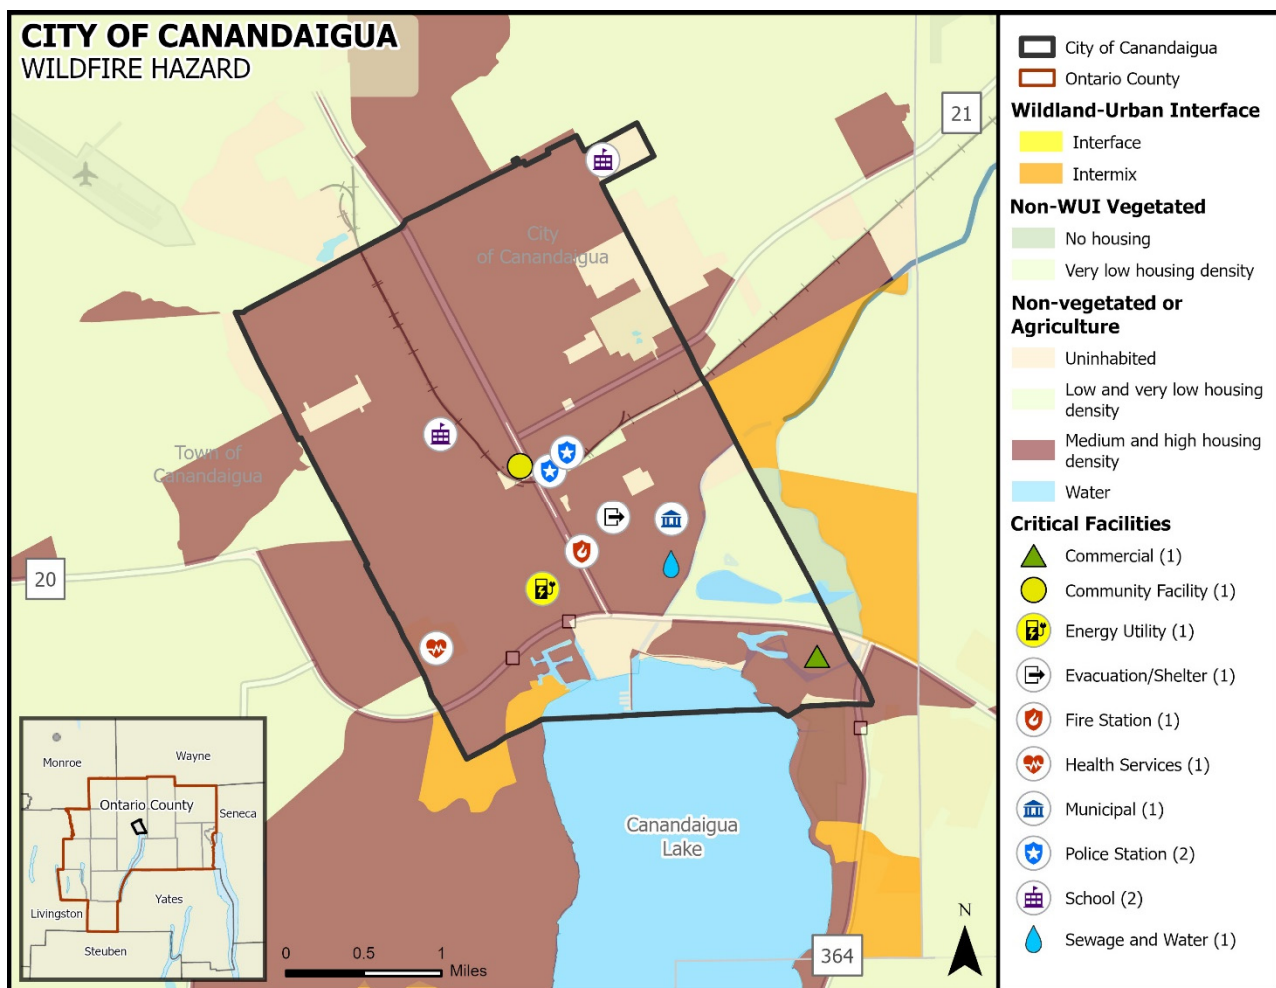 CITY OF CANANDAIGUA
WILDFIRE HAZARD
21
City
of Canandaigua
Town of
Canandaigua
20
Canandaigua
Lake
364
Monroe
Wayne
Ontario County
Seneca
Yates
Livingston
Steuben
0
0.5
1
Miles
N
City of Canandaigua
Ontario County
Wildland-Urban Interface
Interface
Intermix
Non-WUI Vegetated
No housing
Very low housing density
Non-vegetated or
Agriculture
Uninhabited
Low and very low housing
density
Medium and high housing
density
Water
Critical Facilities
Commercial (1)
Community Facility (1)
Energy Utility (1)
Evacuation/Shelter (1)
Fire Station (1)
Health Services (1)
Municipal (1)
Police Station (2)
School (2)
Sewage and Water (1)